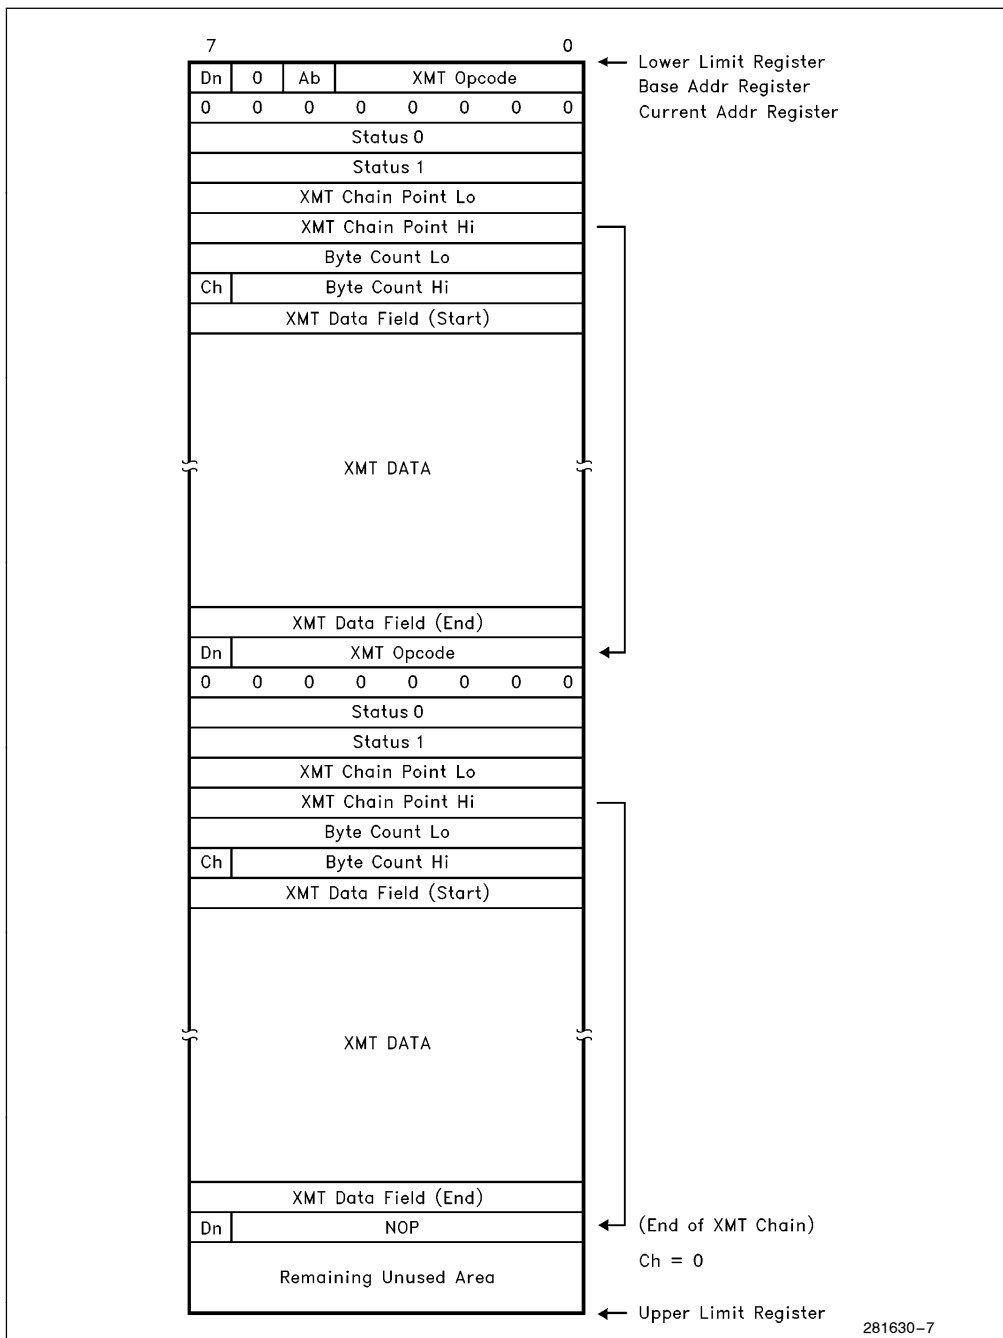 7 0
Lower Limit Register
Dn 0 Ab XMT Opcode
Base Addr Register
0 0 0 0 0 0 0 0
Current Addr Register
Status 0
Status 1
XMT Chain Point Lo
XMT Chain Point Hi
Byte Count Lo
Ch Byte Count Hi
XMT Data Field (Start)
XMT DATA
XMT Data Field (End)
Dn XMT Opcode
0 0 0 0 0 0 0 0
Status 0
Status 1
XMT Chain Point Lo
XMT Chain Point Hi
Byte Count Lo
Ch Byte Count Hi
XMT Data Field (Start)
XMT DATA
XMT Data Field (End)
Dn NOP
(End of XMT Chain)
Ch = 0
Remaining Unused Area
Upper Limit Register
281630-7